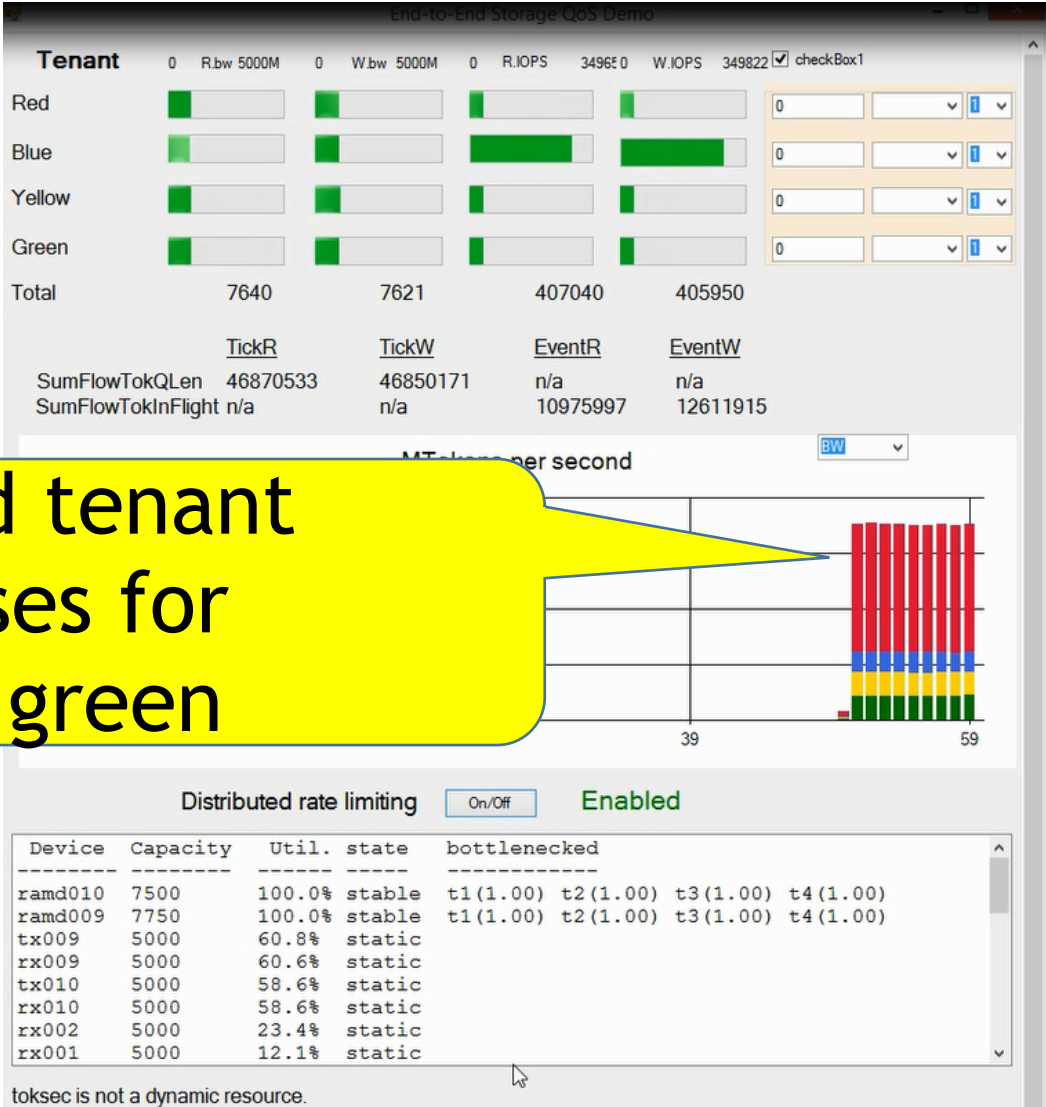 End-to-End Storage QoS Demo
Tenant 0 R.bw 5000M 0 W.bw 5000M 0 R.IOPS 34965 0 W.IOPS 349822 checkBox1
Red 0 1
Blue 0 1
Yellow 0 1
Green 0 1
Total 7640 7621 407040 405950
TickR TickW EventR EventW
SumFlowTokQLen 46870533 46850171 n/a n/a
SumFlowTokInFlight n/a n/a 10975997 12611915
BW
per second
tenant
for
green
39 59
Distributed rate limiting On/Off Enabled
Device Capacity Util. state bottlenecked
-------- -------- ------ ----- ------------
ramd010 7500 100.0% stable t1(1.00) t2(1.00) t3(1.00) t4(1.00)
ramd009 7750 100.0% stable t1(1.00) t2(1.00) t3(1.00) t4(1.00)
tx009 5000 60.8% static
rx009 5000 60.6% static
tx010 5000 58.6% static
rx010 5000 58.6% static
rx002 5000 23.4% static
rx001 5000 12.1% static
toksec is not a dynamic resource.